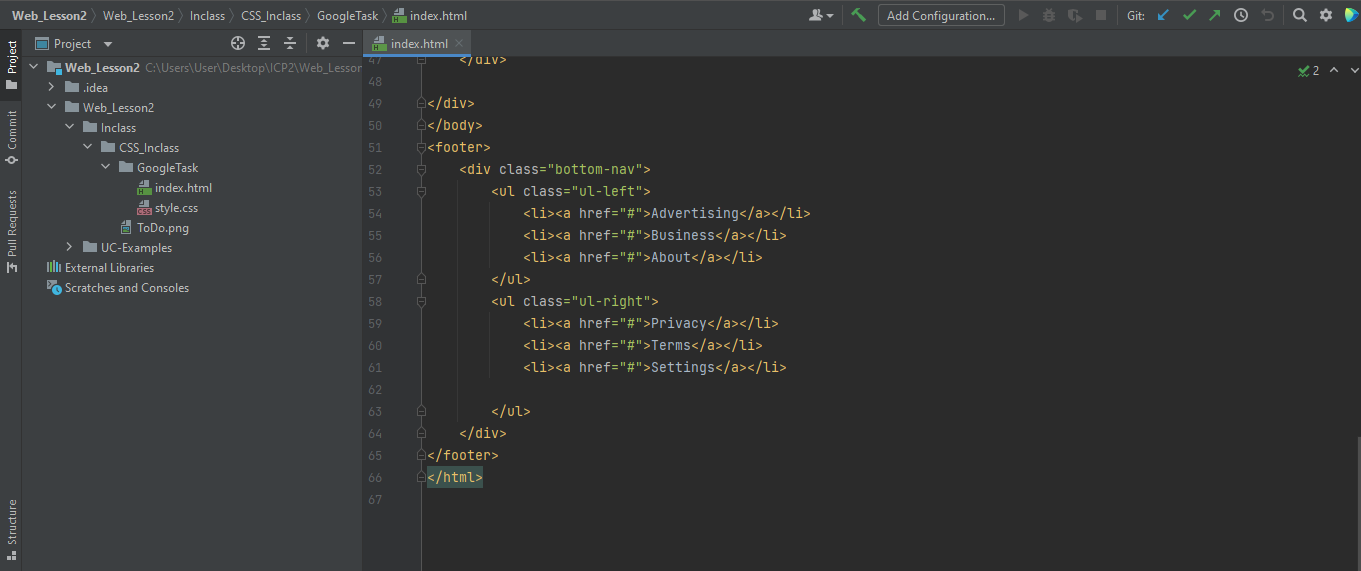 Web_Lesson2 Web_Lesson2 Inclass CSS_Inclass GoogleTask index.html
Add Configuration...
Git:
Project
Commit
Pull Requests
Structure
Project
Web_Lesson2 C:\Users\User\Desktop\ICP2\Web_Lesson
.idea
Web_Lesson2
Inclass
CSS_Inclass
GoogleTask
index.html
style.css
ToDo.png
UC-Examples
External Libraries
Scratches and Consoles
index.html
2
47 </div>
48
49 </div>
50 </body>
51 <footer>
52 <div class="bottom-nav">
53 <ul class="ul-left">
54 <li><a href="#">Advertising</a></li>
55 <li><a href="#">Business</a></li>
56 <li><a href="#">About</a></li>
57 </ul>
58 <ul class="ul-right">
59 <li><a href="#">Privacy</a></li>
60 <li><a href="#">Terms</a></li>
61 <li><a href="#">Settings</a></li>
62
63 </ul>
64 </div>
65 </footer>
66 </html>
67